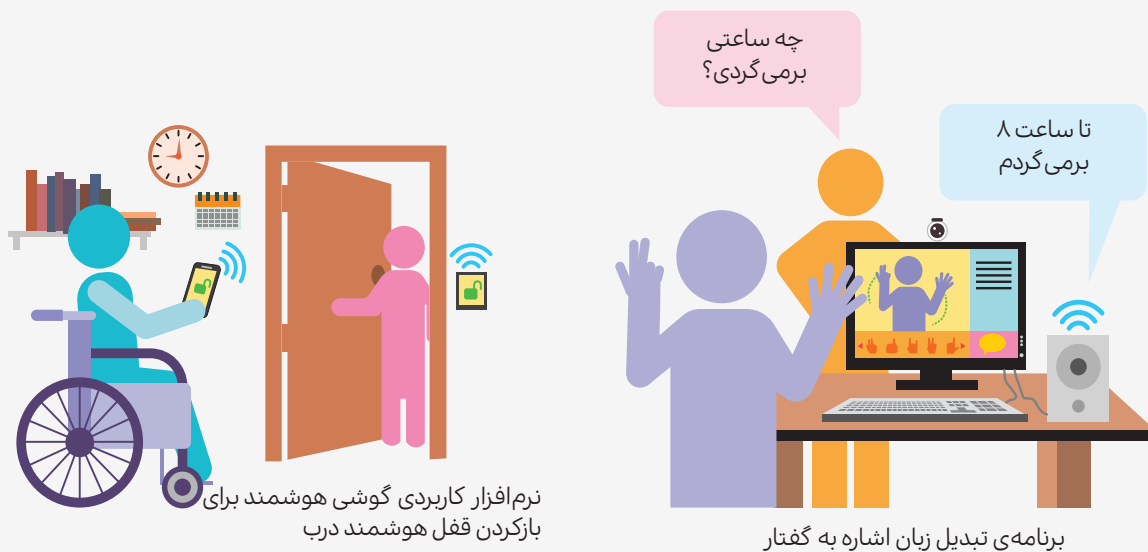 چه ساعتی
برمی‌گردی؟
تا ساعت ۸
برمی‌گردم
برنامه‌ی تبدیل زبان اشاره به گفتار
نرم‌افزار کاربردی گوشی هوشمند برای
بازکردن قفل هوشمند درب